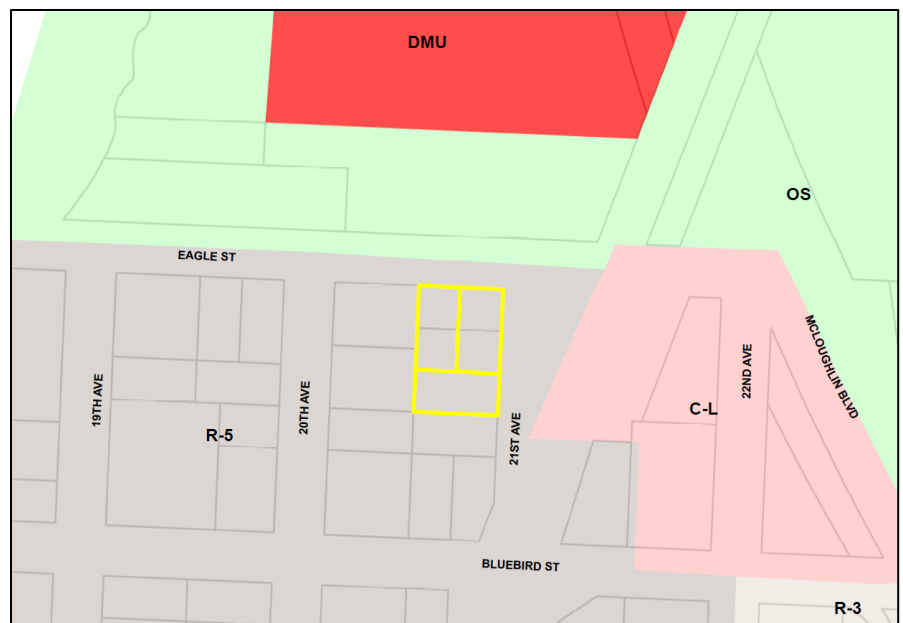 DMU
OS
EAGLE ST
MCLOUGHLIN BLVD
22ND AVE
19TH AVE
20TH AVE
C-L
R-5
21ST AVE
BLUEBIRD ST
R-3